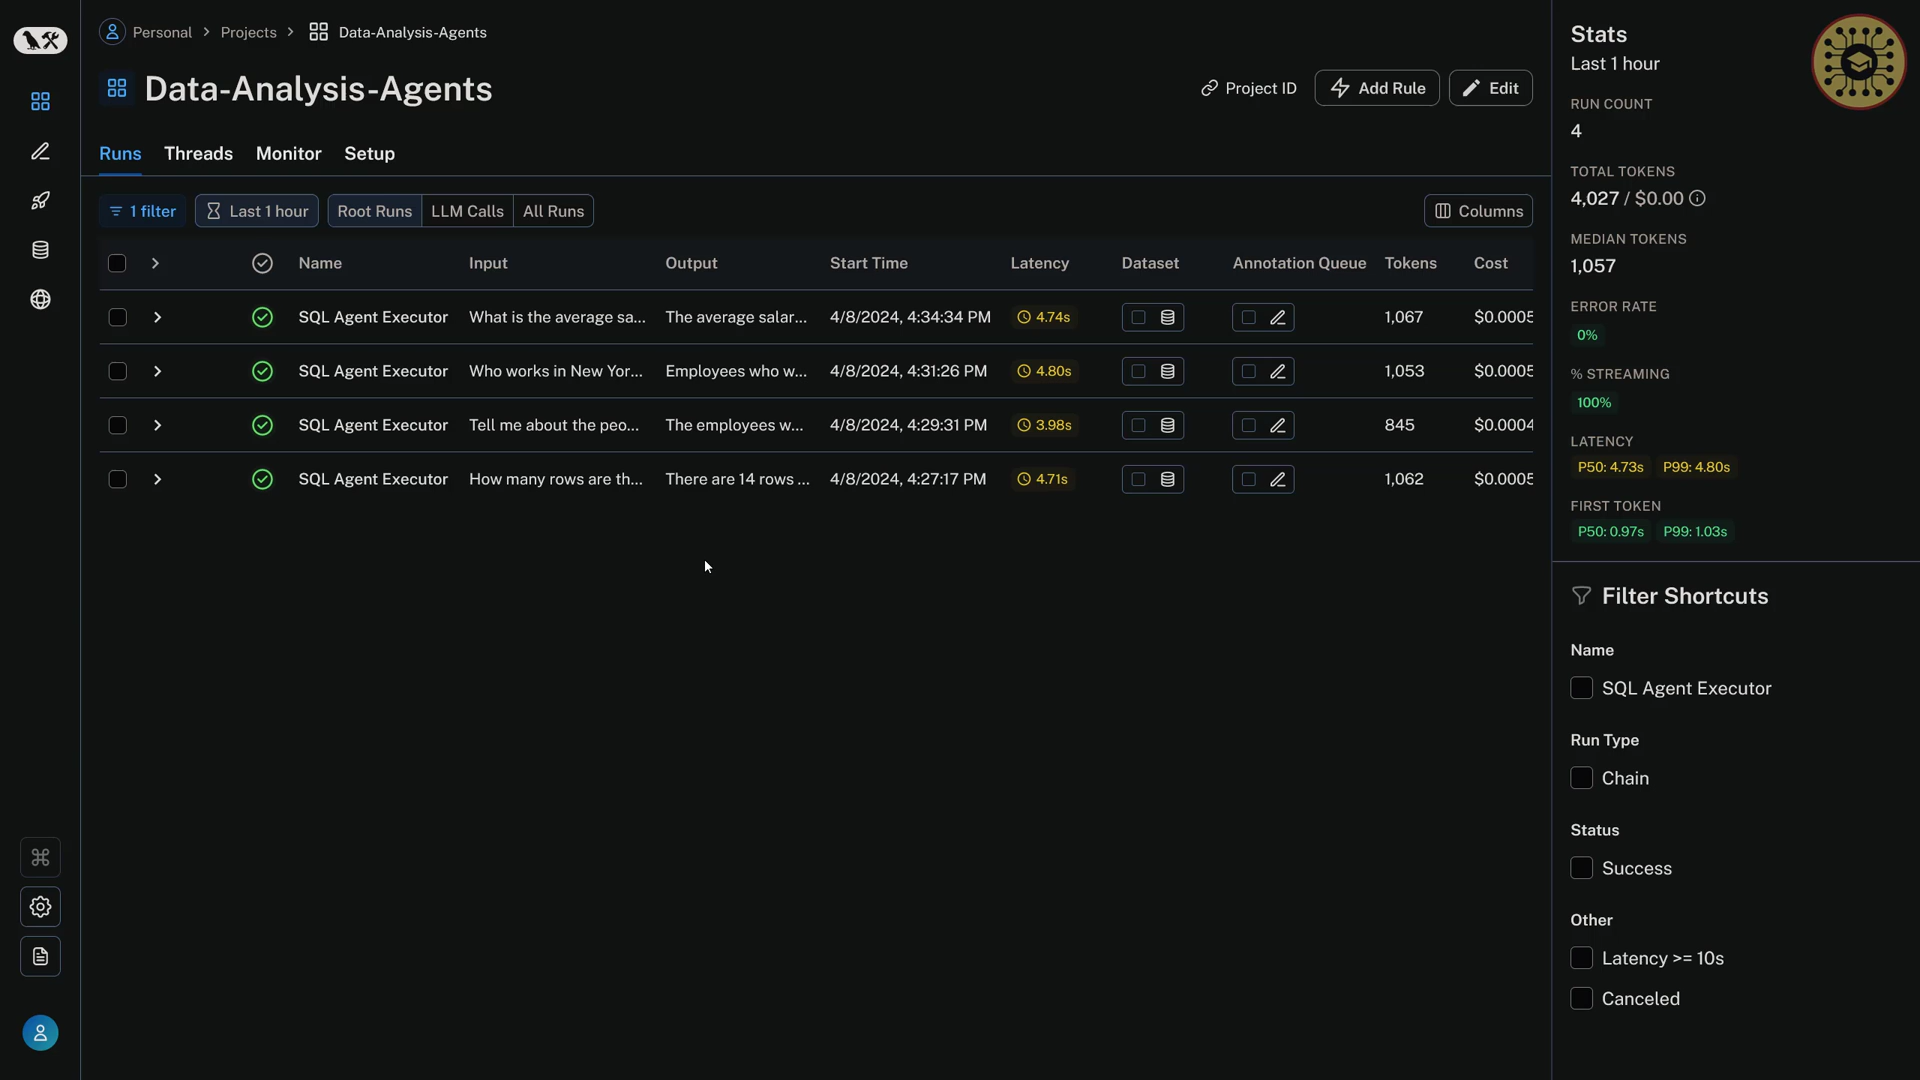 Personal > Projects > Data-Analysis-Agents
Data-Analysis-Agents
Project ID
Add Rule
Edit
Runs Threads Monitor Setup
1 filter
Last 1 hour
Root Runs LLM Calls All Runs
Columns
Name Input Output Start Time Latency Dataset Annotation Queue Tokens Cost
SQL Agent Executor What is the average sa... The average salar... 4/8/2024, 4:34:34 PM 4.74s 1,067 $0.0005
SQL Agent Executor Who works in New Yor... Employees who w... 4/8/2024, 4:31:26 PM 4.80s 1,053 $0.0005
SQL Agent Executor Tell me about the peo... The employees w... 4/8/2024, 4:29:31 PM 3.98s 845 $0.0004
SQL Agent Executor How many rows are th... There are 14 rows ... 4/8/2024, 4:27:17 PM 4.71s 1,062 $0.0005
Stats
Last 1 hour
RUN COUNT
4
TOTAL TOKENS
4,027 / $0.00
MEDIAN TOKENS
1,057
ERROR RATE
0%
% STREAMING
100%
LATENCY
P50: 4.73s P99: 4.80s
FIRST TOKEN
P50: 0.97s P99: 1.03s
Filter Shortcuts
Name
SQL Agent Executor
Run Type
Chain
Status
Success
Other
Latency >= 10s
Canceled